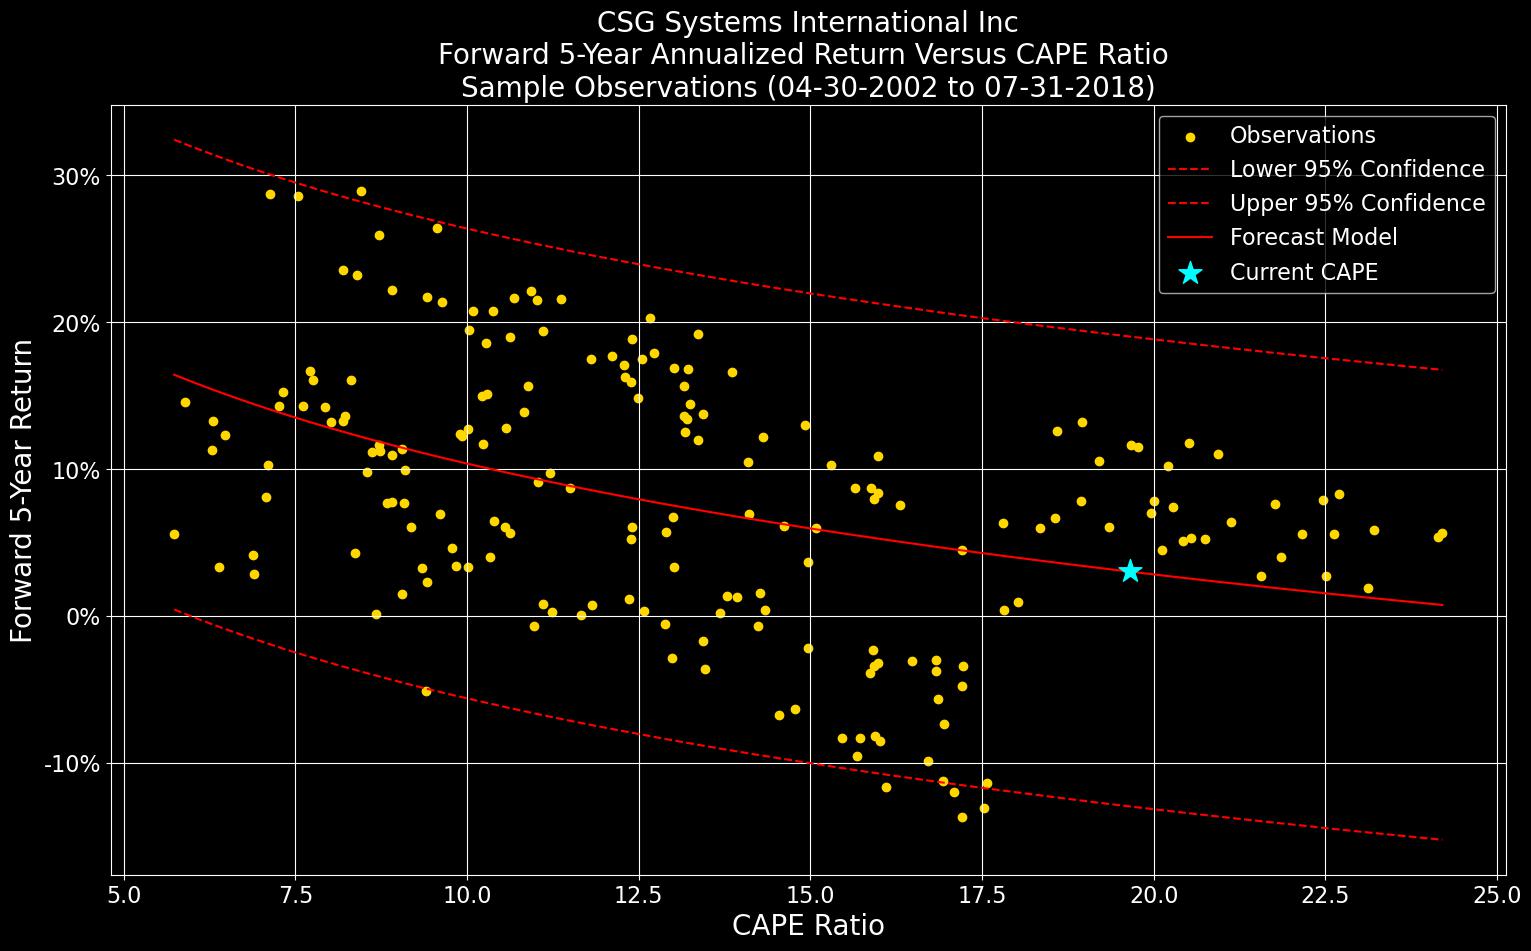 CSG Systems International Inc
Forward 5-Year Annualized Return Versus CAPE Ratio
Sample Observations (04-30-2002 to 07-31-2018)
Observations
Lower 95% Confidence
Upper 95% Confidence
Forecast Model
Current CAPE
Forward 5-Year Return
30%
20%
10%
0%
-10%
5.0 7.5 10.0 12.5 15.0 17.5 20.0 22.5 25.0
CAPE Ratio